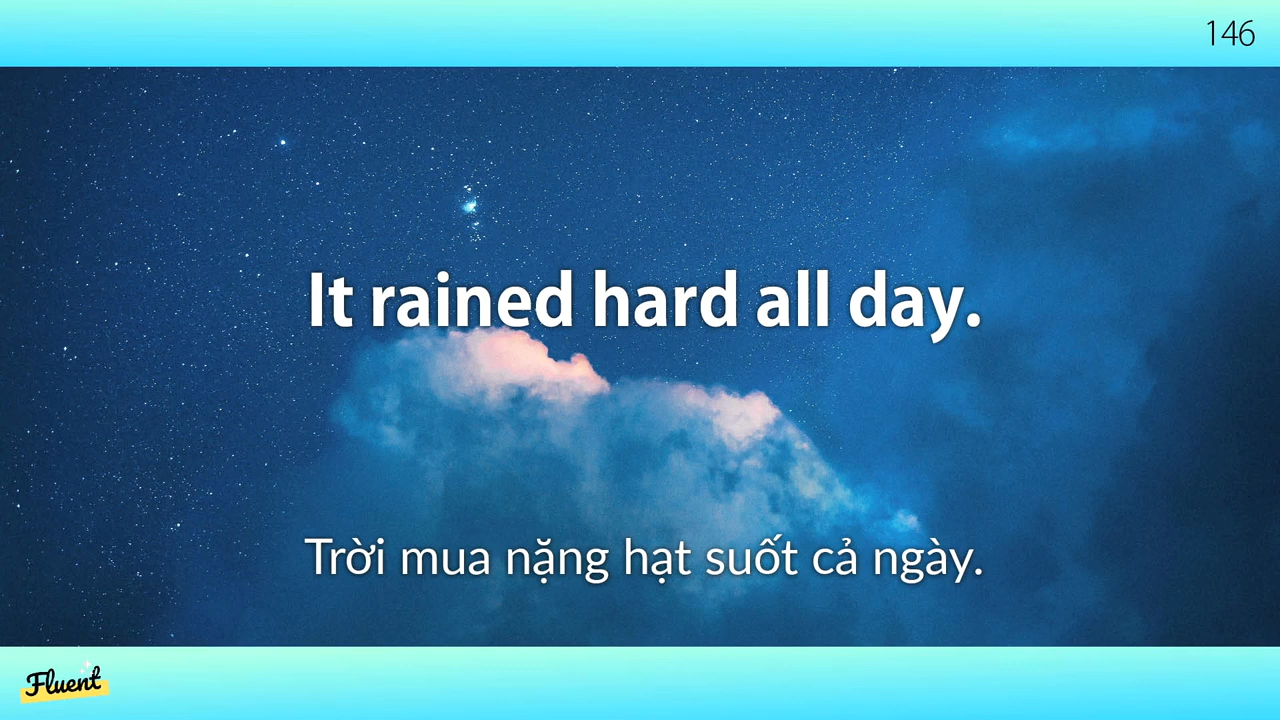 146
It rained hard all day.
Trời mua nặng hạt suốt cả ngày.
Fluent